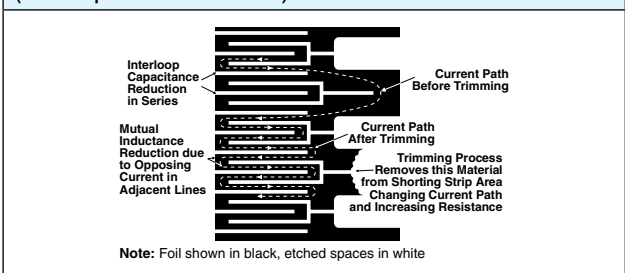 Interloop
Capacitance
Reduction
in Series
Current Path
Before Trimming
Mutual
Inductance
Reduction due
to Opposing
Current in
Adjacent Lines
Current Path
After Trimming
Trimming Process
Removes this Material
from Shorting Strip Area
Changing Current Path
and Increasing Resistance
Note: Foil shown in black, etched spaces in white